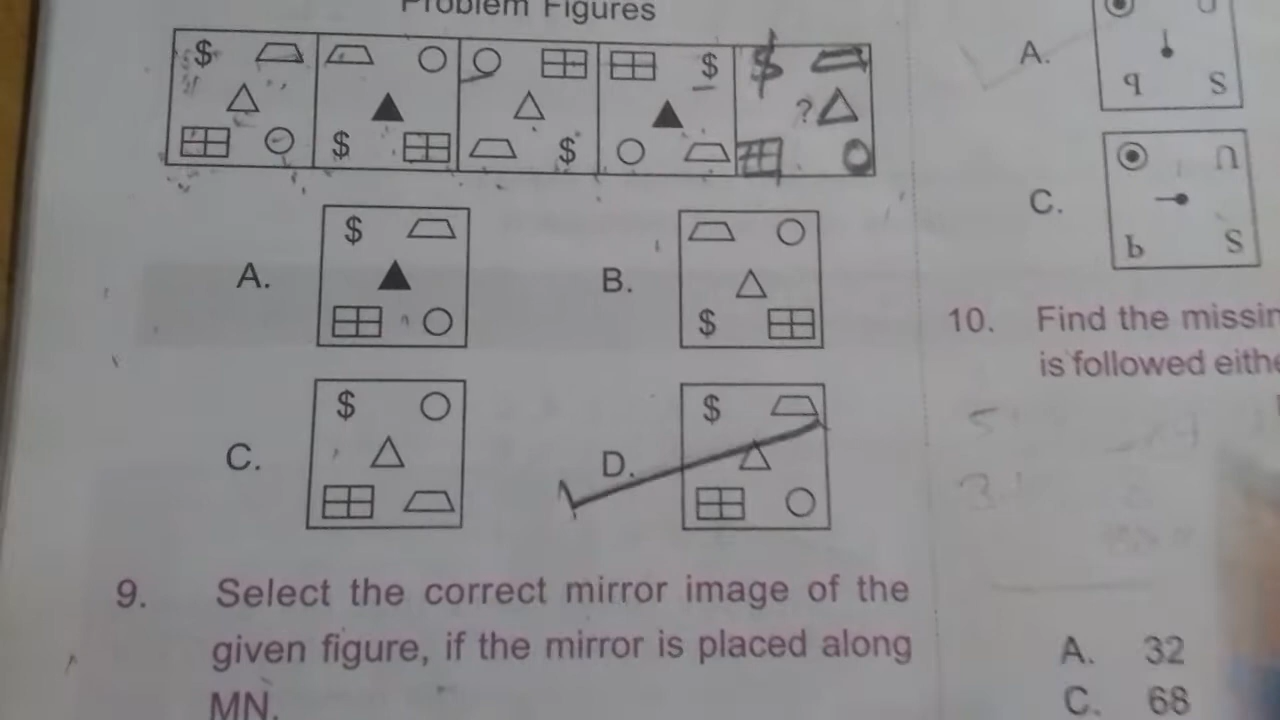 Problem Figures
$ $ $ $ $
?
A. $ B. $
C. $ D. $
9. Select the correct mirror image of the
given figure, if the mirror is placed along
MN.
A.
q S
C. U
b S
10. Find the missin
is followed eithe
A. 32
C. 68